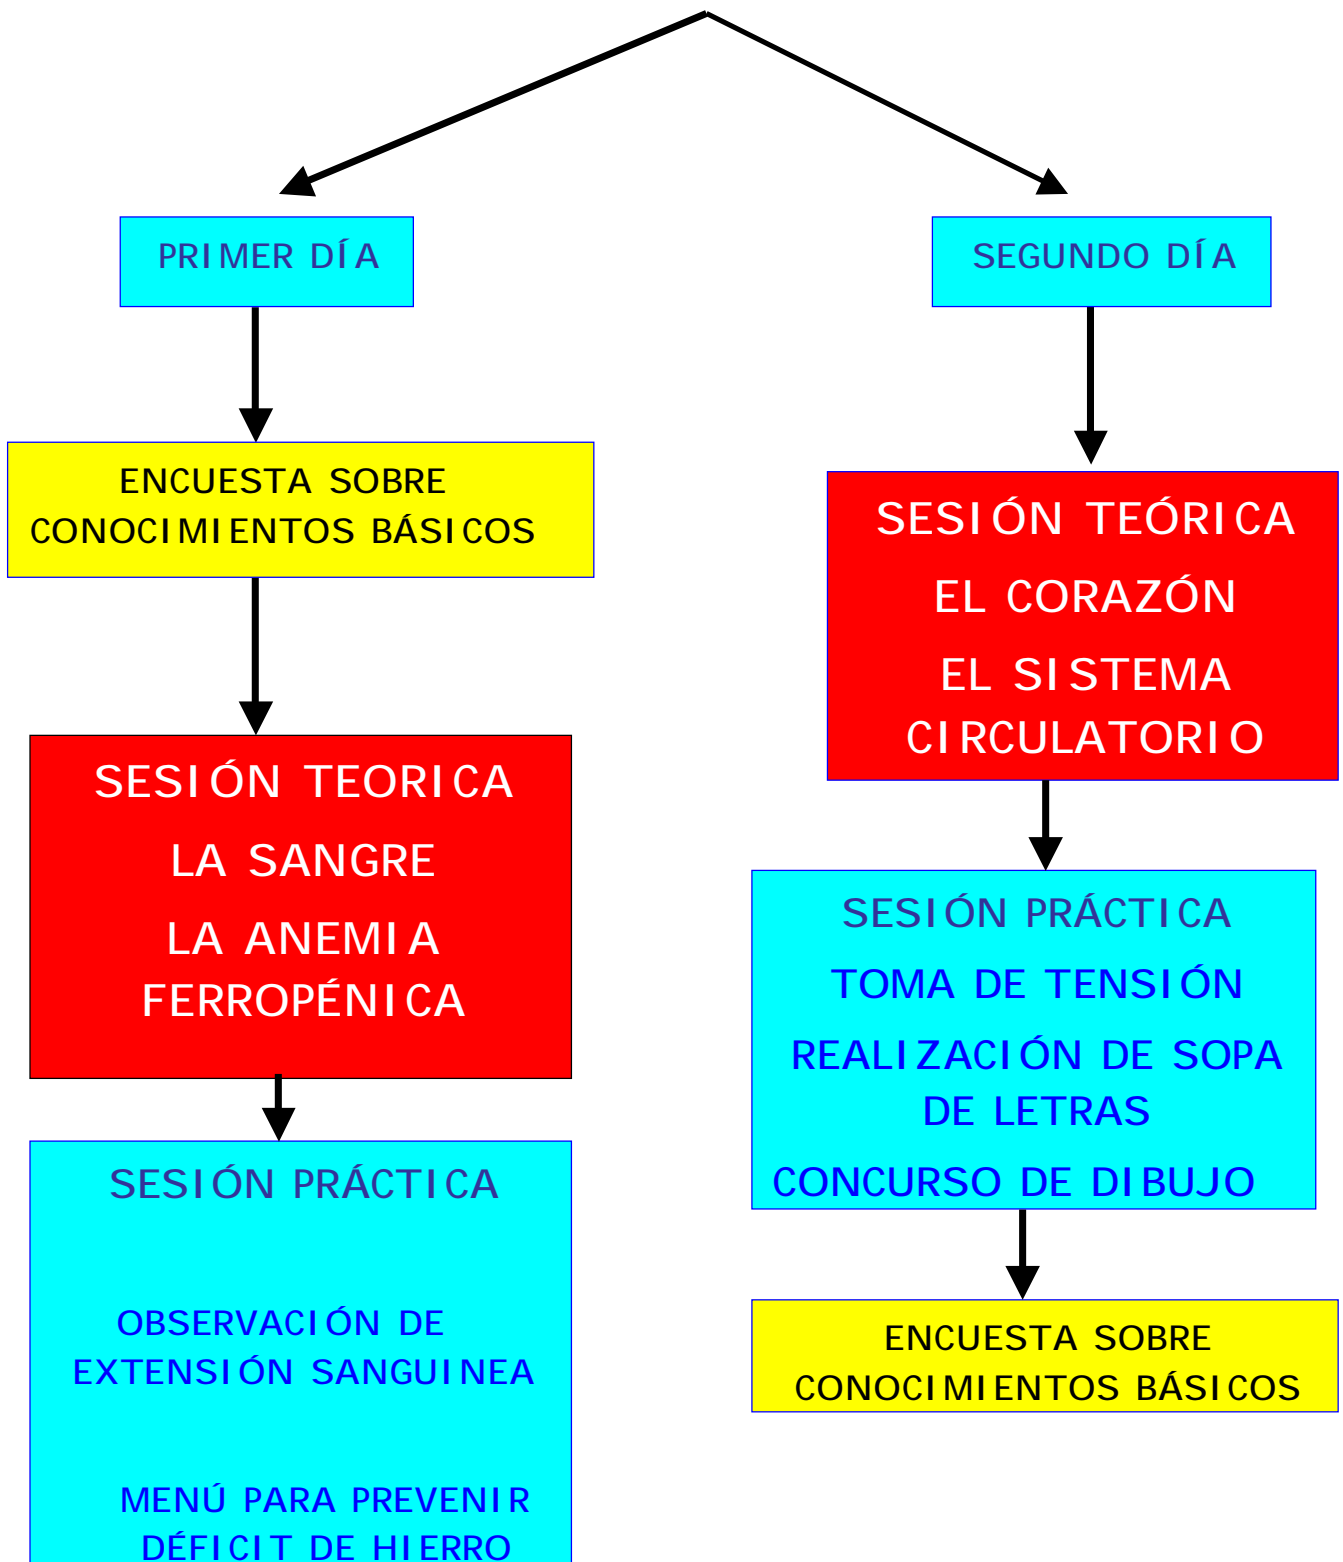 PRIMER DÍA
ENCUESTA SOBRE
CONOCIMIENTOS BÁSICOS
SESIÓN TEORICA
LA SANGRE
LA ANEMIA
FERROPÉNICA
SESIÓN PRÁCTICA
OBSERVACIÓN DE
EXTENSIÓN SANGUINEA
MENÚ PARA PREVENIR
DÉFICIT DE HIERRO
SEGUNDO DÍA
SESIÓN TEÓRICA
EL CORAZÓN
EL SISTEMA
CIRCULATORIO
SESIÓN PRÁCTICA
TOMA DE TENSIÓN
REALIZACIÓN DE SOPA
DE LETRAS
CONCURSO DE DIBUJO
ENCUESTA SOBRE
CONOCIMIENTOS BÁSICOS